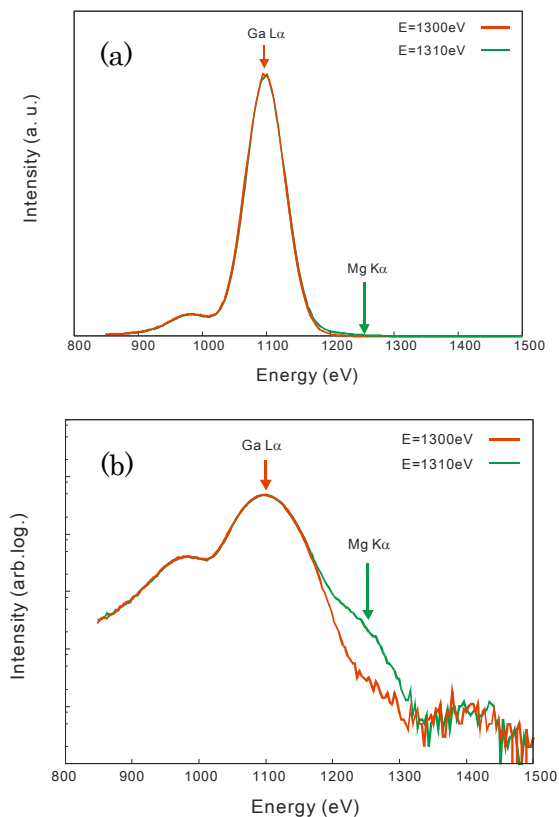 (a)
Ga Lα
E=1300eV
E=1310eV
Mg Kα
Intensity (a. u.)
800 900 1000 1100 1200 1300 1400 1500
Energy (eV)
(b)
Ga Lα
E=1300eV
E=1310eV
Mg Kα
Intensity (arb.log.)
800 900 1000 1100 1200 1300 1400 1500
Energy (eV)